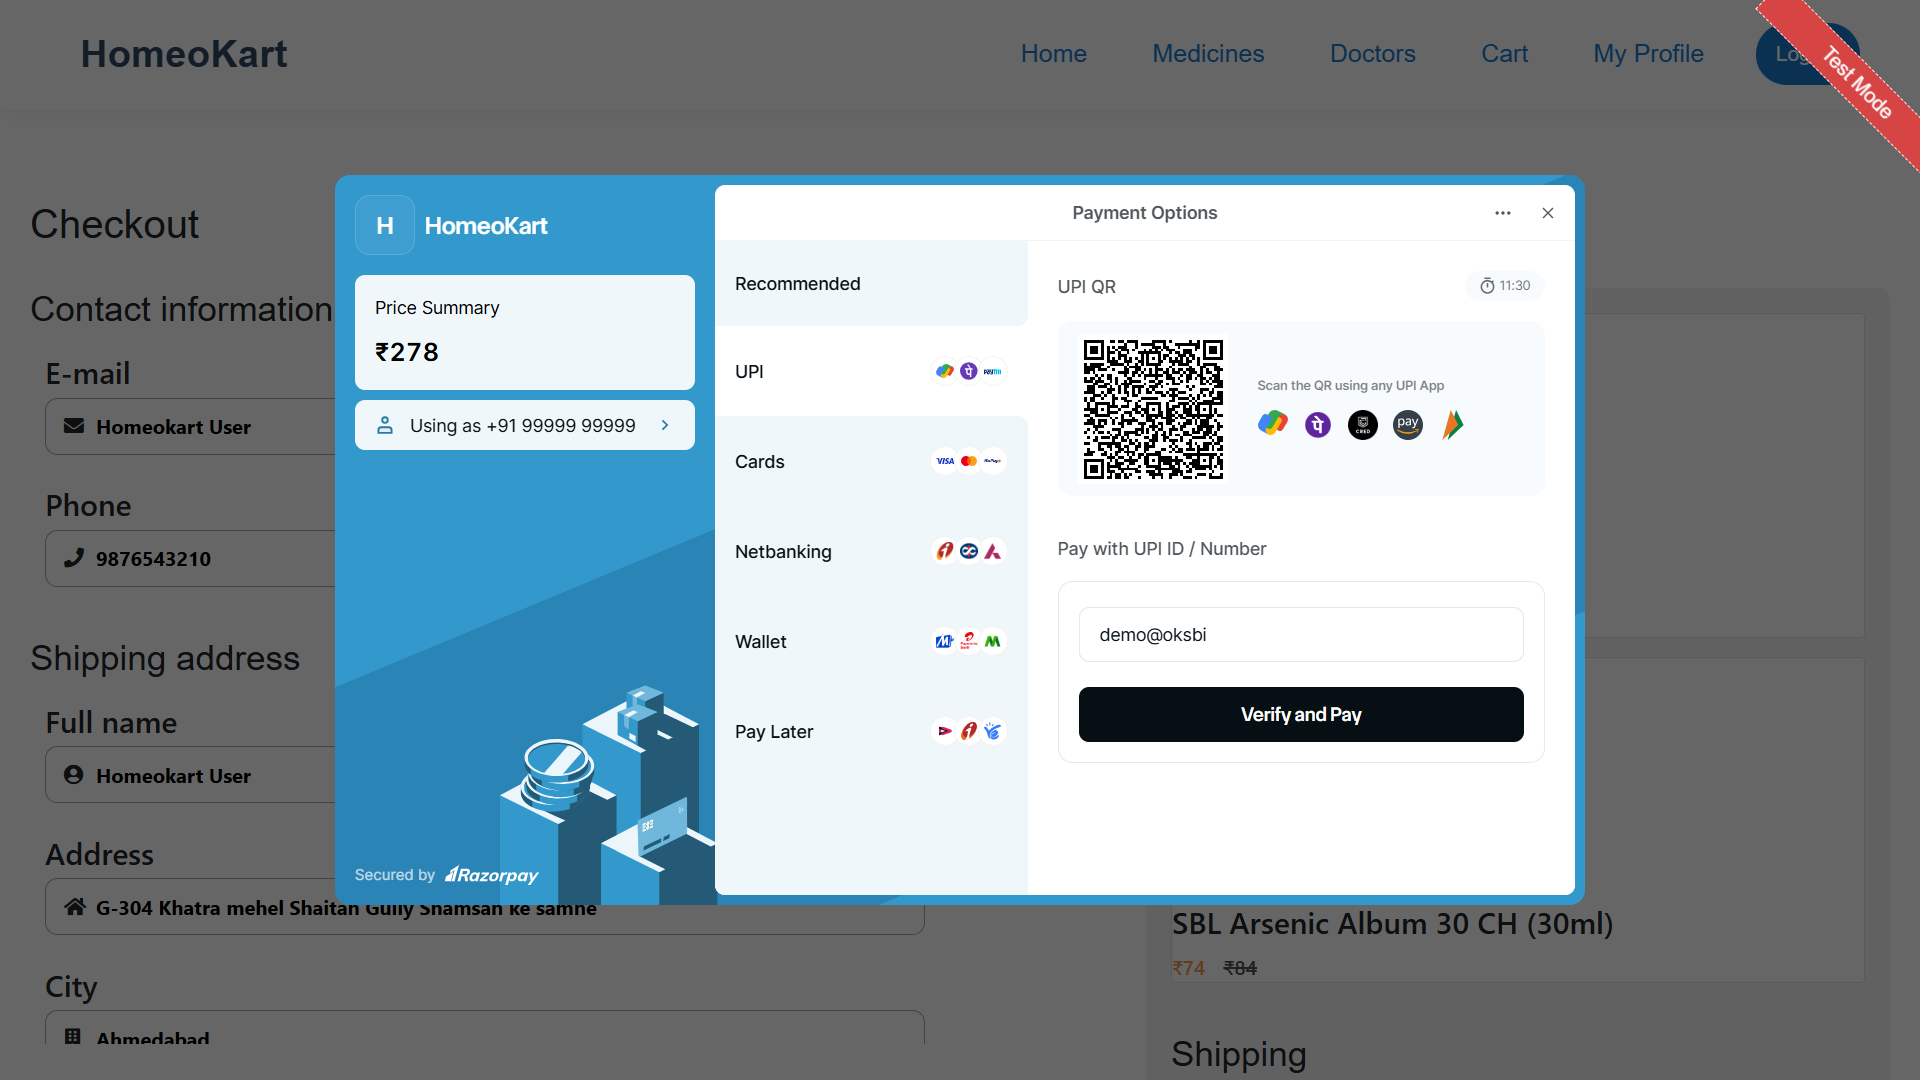 HomeoKart
Home
Medicines
Doctors
Cart
My Profile
Log
Test Mode
Checkout
Contact information
E-mail
Homeokart User
Phone
9876543210
Shipping address
Full name
Homeokart User
Address
G-304 Khatra mehel Shaitan Gully Shamsan ke samne
City
Ahmedabad
H
HomeoKart
Price Summary
₹278
Using as +91 99999 99999
Secured by Razorpay
Payment Options
Recommended
UPI
Cards
VISA
Netbanking
Wallet
Pay Later
UPI QR
11:30
Scan the QR using any UPI App
CRED
pay
Pay with UPI ID / Number
demo@oksbi
Verify and Pay
SBL Arsenic Album 30 CH (30ml)
₹74 ₹84
Shipping